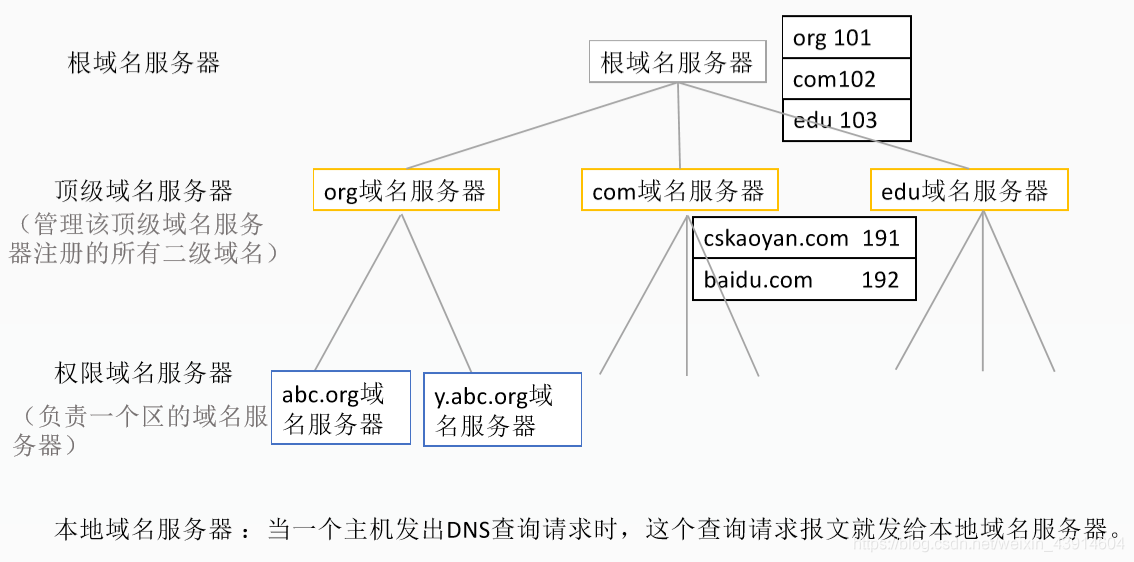 根域名服务器
根域名服务器
org 101
com102
edu 103
顶级域名服务器
（管理该顶级域名服务
器注册的所有二级域名）
org域名服务器
com域名服务器
edu域名服务器
cskaoyan.com 191
baidu.com 192
权限域名服务器
（负责一个区的域名服
务器）
abc.org域
名服务器
y.abc.org域
名服务器
本地域名服务器 ：当一个主机发出DNS查询请求时，这个查询请求报文就发给本地域名服务器。
https://blog.csdn.net/weixin_43914604